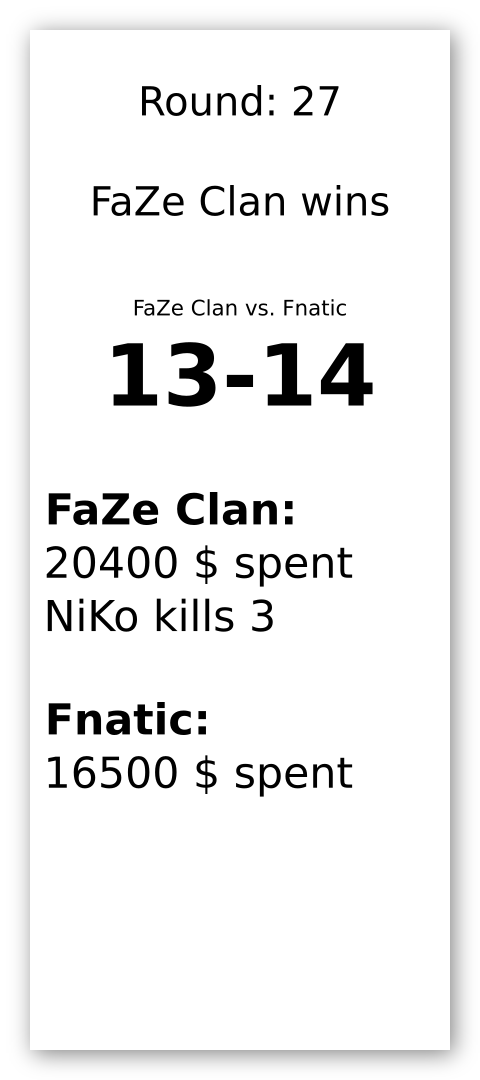 Round: 27
FaZe Clan wins
FaZe Clan vs. Fnatic
13-14
FaZe Clan:
20400 $ spent
NiKo kills 3
Fnatic:
16500 $ spent